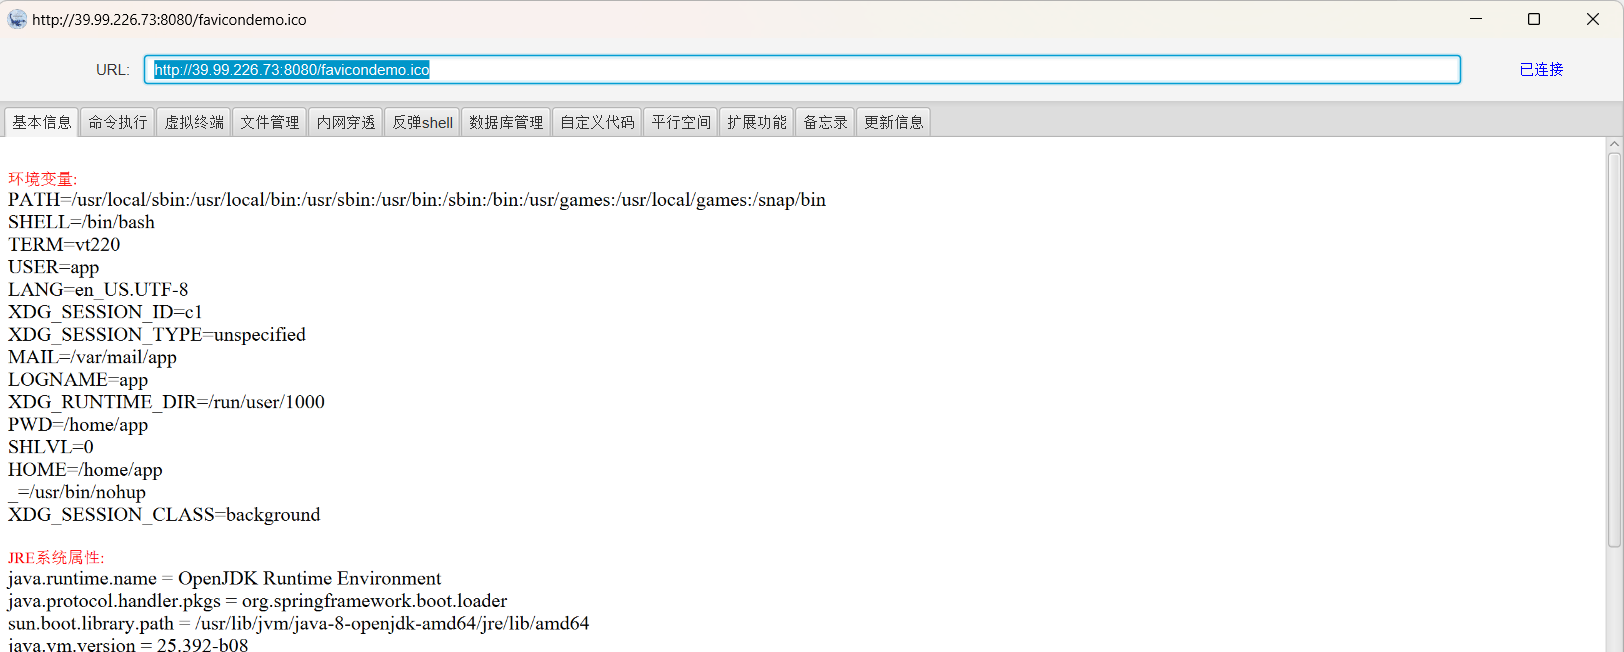 http://39.99.226.73:8080/favicondemo.ico
URL: http://39.99.226.73:8080/favicondemo.ico 已连接
基本信息 命令执行 虚拟终端 文件管理 内网穿透 反弹shell 数据库管理 自定义代码 平行空间 扩展功能 备忘录 更新信息
环境变量:
PATH=/usr/local/sbin:/usr/local/bin:/usr/sbin:/usr/bin:/sbin:/bin:/usr/games:/usr/local/games:/snap/bin
SHELL=/bin/bash
TERM=vt220
USER=app
LANG=en_US.UTF-8
XDG_SESSION_ID=c1
XDG_SESSION_TYPE=unspecified
MAIL=/var/mail/app
LOGNAME=app
XDG_RUNTIME_DIR=/run/user/1000
PWD=/home/app
SHLVL=0
HOME=/home/app
_=/usr/bin/nohup
XDG_SESSION_CLASS=background
JRE系统属性:
java.runtime.name = OpenJDK Runtime Environment
java.protocol.handler.pkgs = org.springframework.boot.loader
sun.boot.library.path = /usr/lib/jvm/java-8-openjdk-amd64/jre/lib/amd64
java.vm.version = 25.392-b08